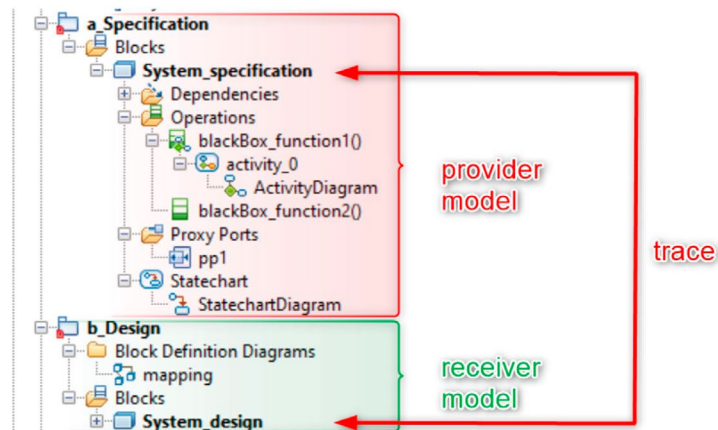 a_Specification
Blocks
System_specification
Dependencies
Operations
blackBox_function1()
activity_0
ActivityDiagram
blackBox_function2()
Proxy Ports
pp1
Statechart
StatechartDiagram
provider
model
trace
b_Design
Block Definition Diagrams
mapping
Blocks
System_design
receiver
model